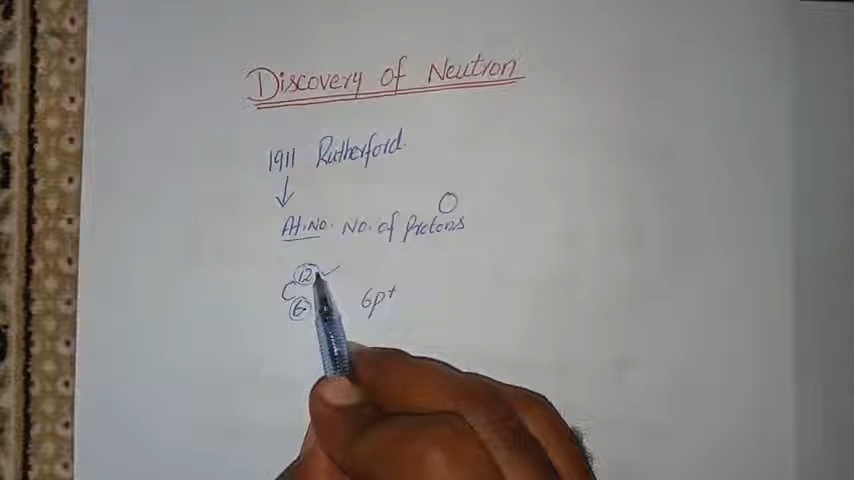 Discovery of Neutron
1911 Rutherford.
At.No. No. of Protons
C 12
6 6p+